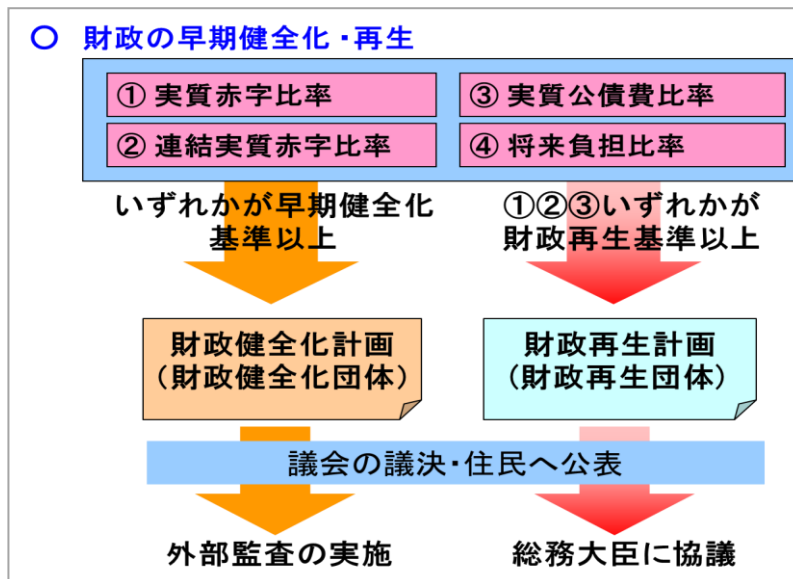 〇 財政の早期健全化・再生
① 実質赤字比率
② 連結実質赤字比率
③ 実質公債費比率
④ 将来負担比率
いずれかが早期健全化
基準以上
①②③いずれかが
財政再生基準以上
財政健全化計画
（財政健全化団体）
財政再生計画
（財政再生団体）
議会の議決・住民へ公表
外部監査の実施
総務大臣に協議